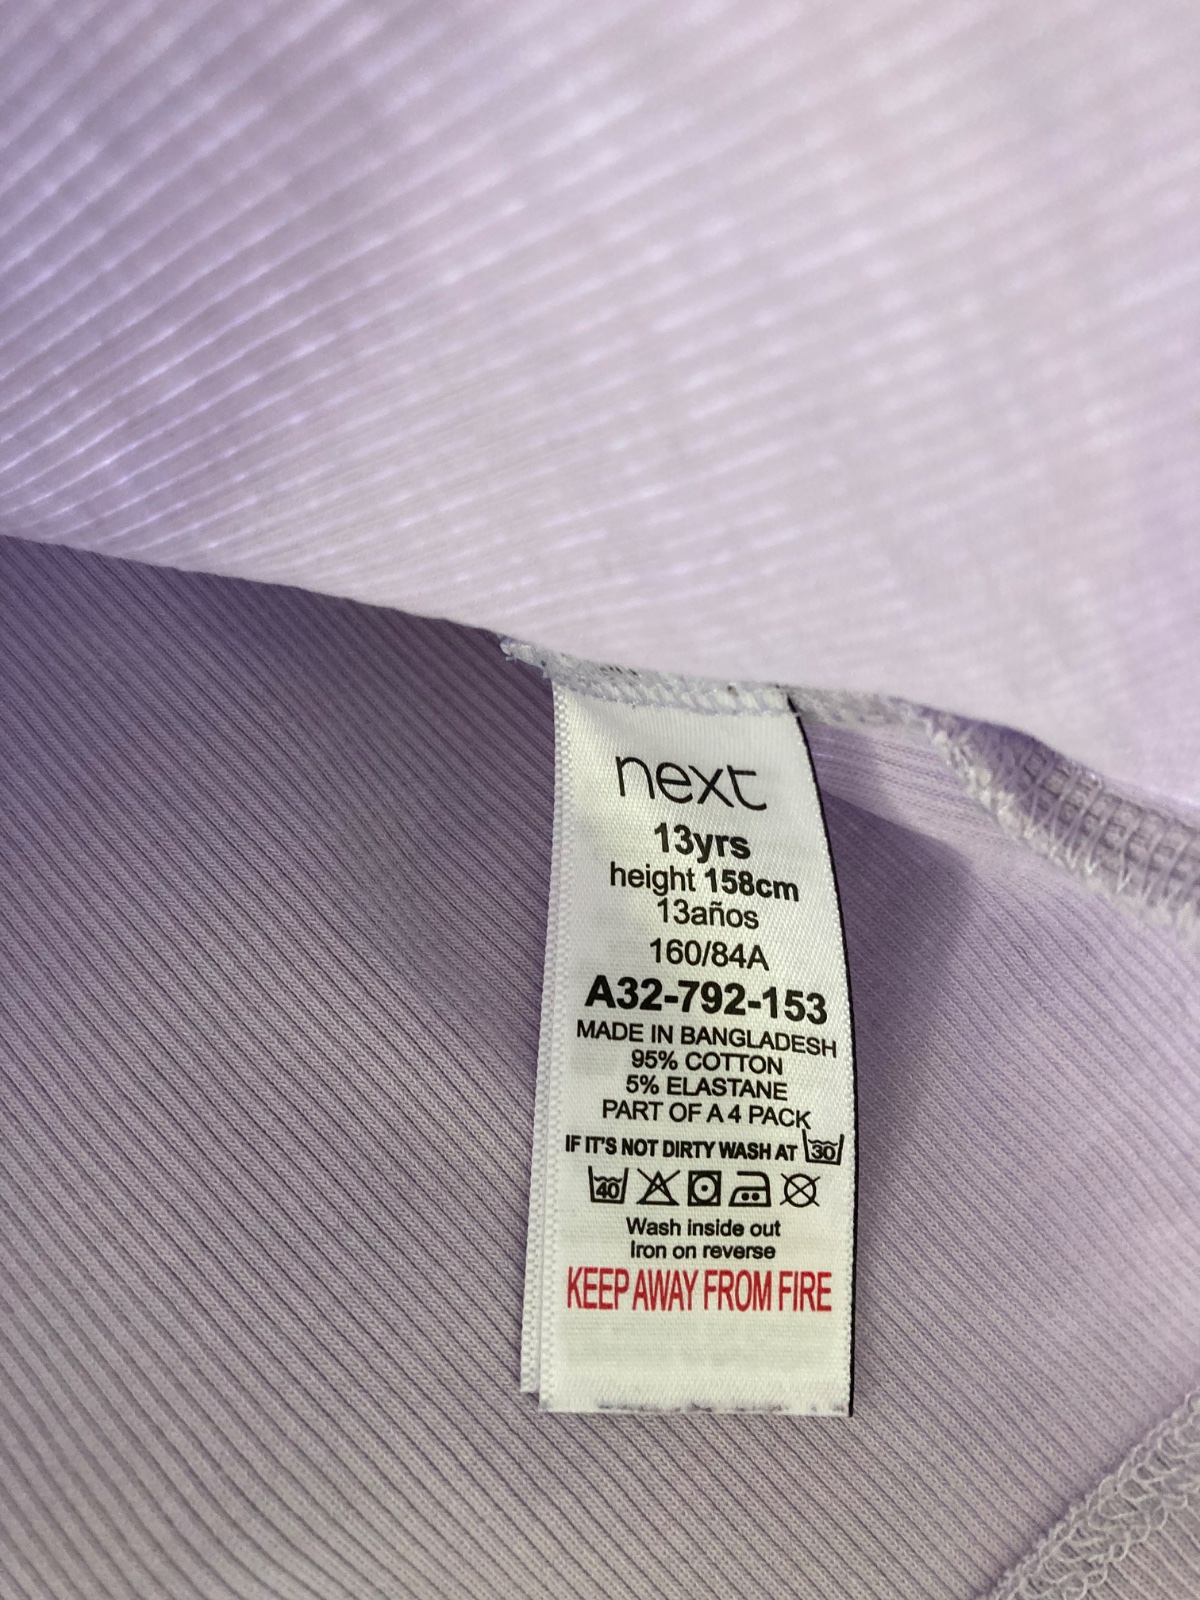 next
13yrs
height 158cm
13años
160/84A
A32-792-153
MADE IN BANGLADESH
95% COTTON
5% ELASTANE
PART OF A 4 PACK
IF IT'S NOT DIRTY WASH AT 30
40
Wash inside out
Iron on reverse
KEEP AWAY FROM FIRE